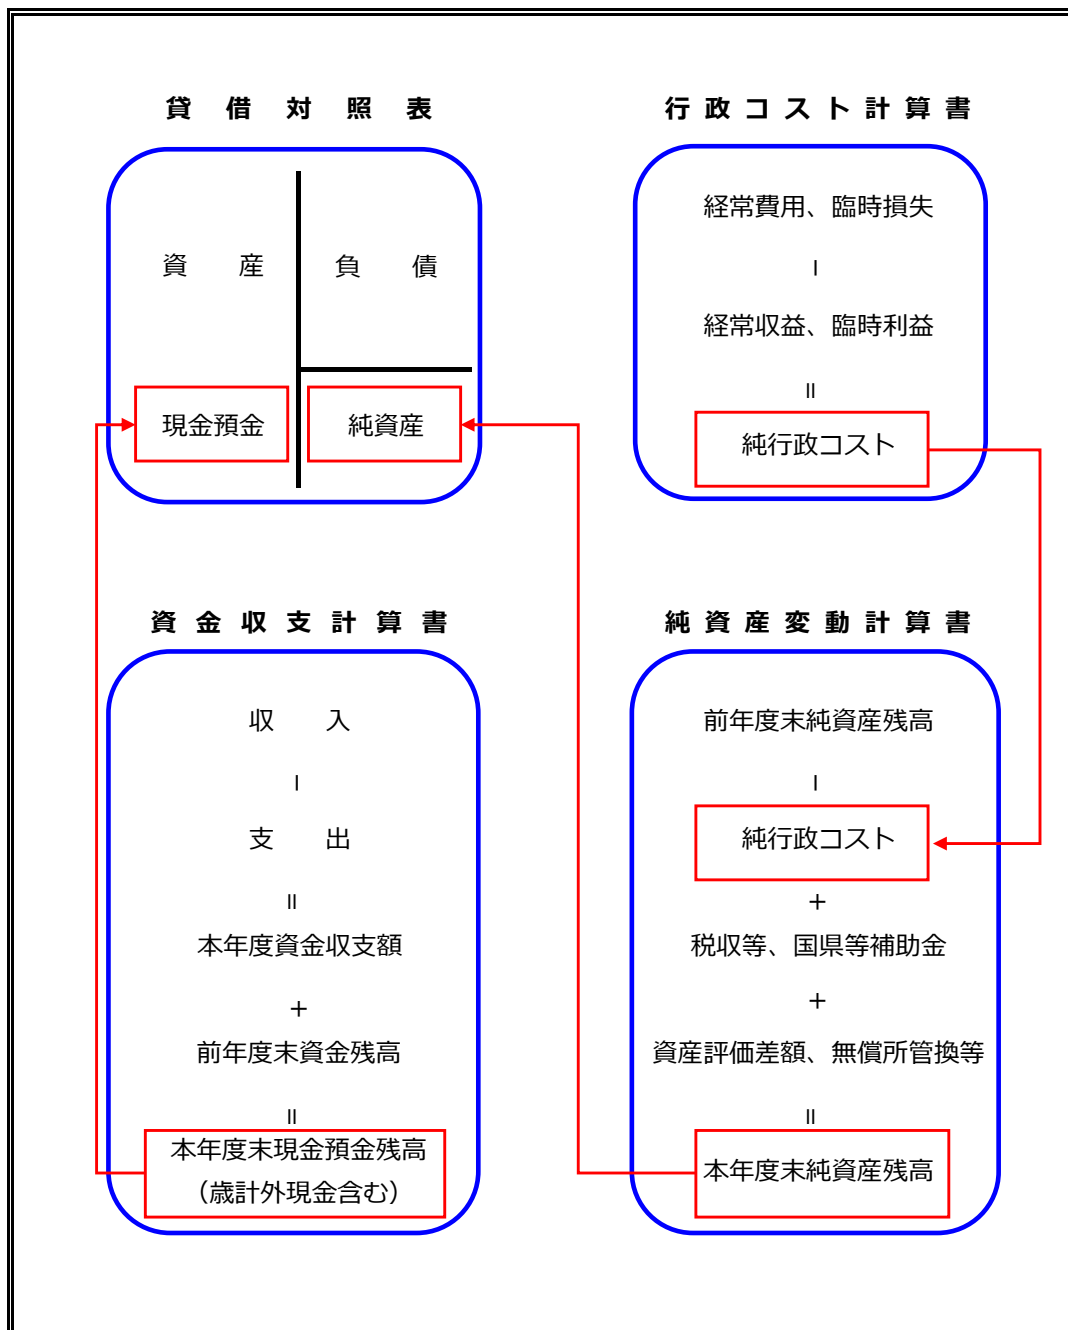 貸借対照表
資産
負債
現金預金
純資産
行政コスト計算書
経常費用、臨時損失
−
経常収益、臨時利益
＝
純行政コスト
資金収支計算書
収入
−
支出
＝
本年度資金収支額
＋
前年度末資金残高
＝
本年度末現金預金残高
（歳計外現金含む）
純資産変動計算書
前年度末純資産残高
−
純行政コスト
＋
税収等、国県等補助金
＋
資産評価差額、無償所管換等
＝
本年度末純資産残高